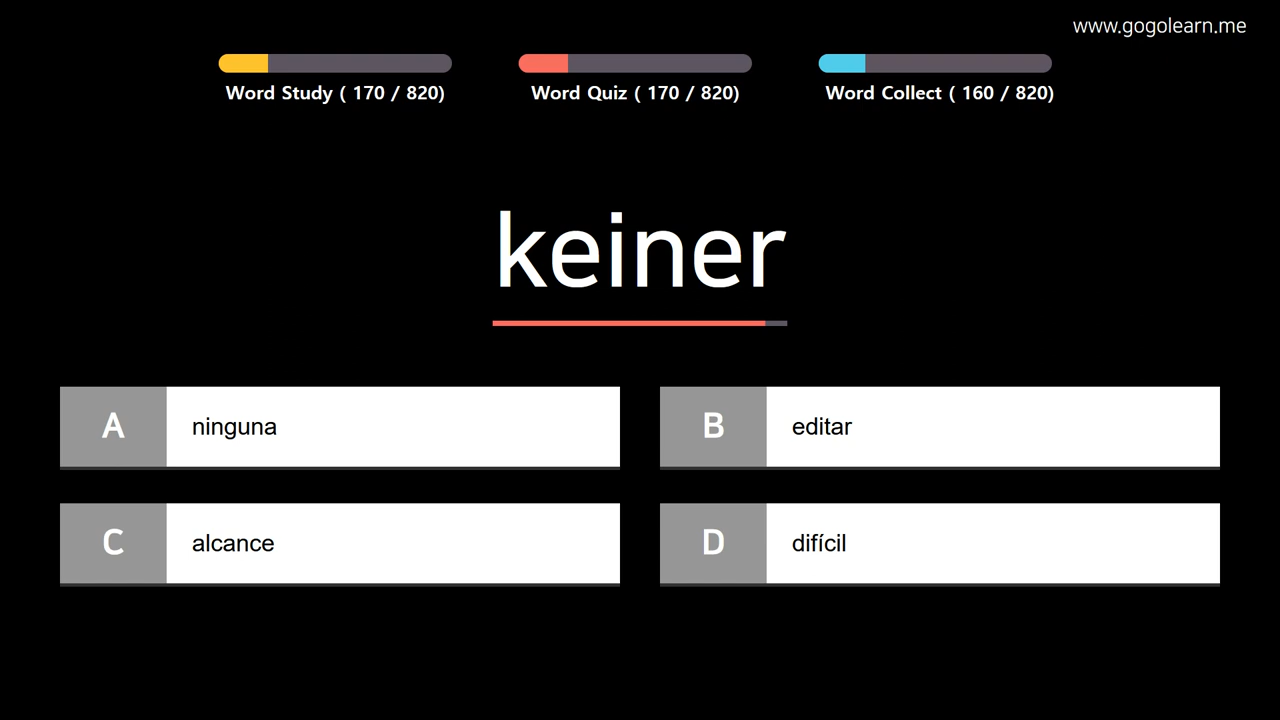 www.gogolearn.me
Word Study ( 170 / 820)
Word Quiz ( 170 / 820)
Word Collect ( 160 / 820)
keiner
A ninguna
B editar
C alcance
D difícil